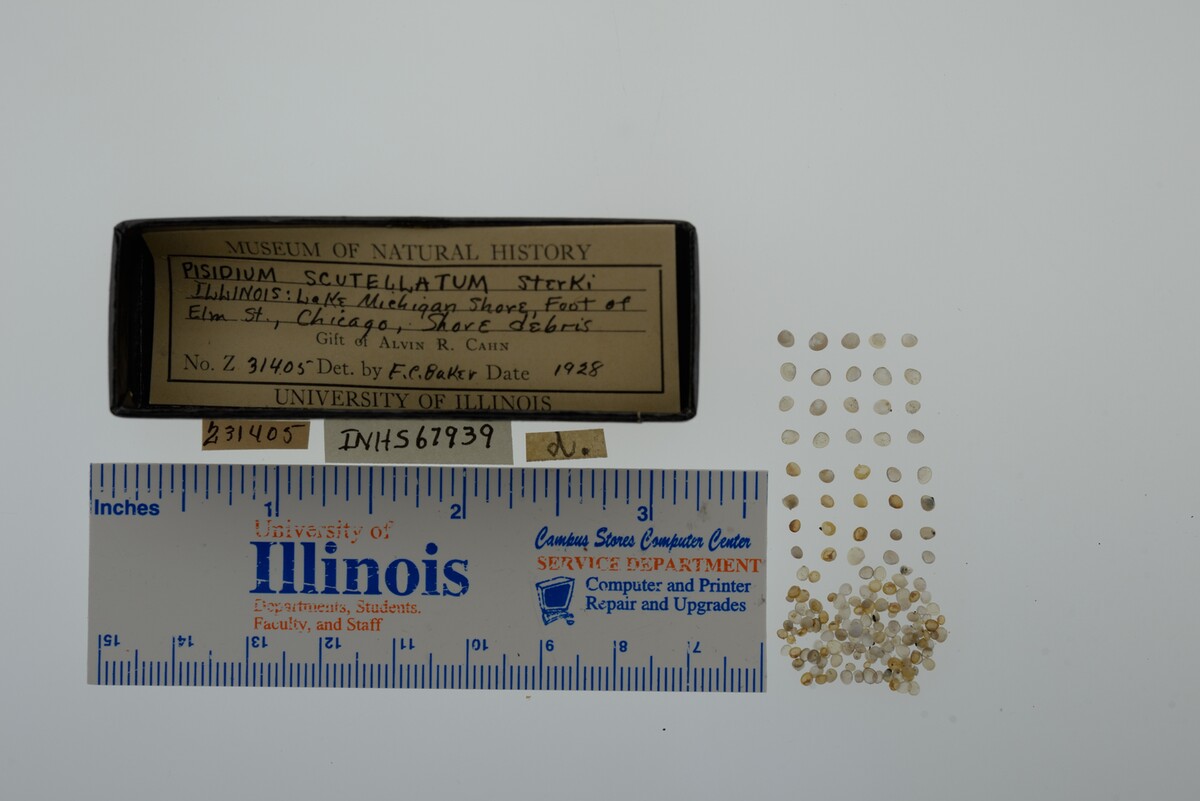 MUSEUM OF NATURAL HISTORY
PISIDIUM SCUTELLATUM Sterki
ILLINOIS: Lake Michigan Shore, Foot of
Elm St., Chicago, Shore debris
Gift of ALVIN R. CAHN
No. Z 31405 Det. by F.C. Baker Date 1928
UNIVERSITY OF ILLINOIS
Z31405
INHS67939
d.
Inches 1 2 3
University of
Illinois
Departments, Students,
Faculty, and Staff
Campus Stores Computer Center
SERVICE DEPARTMENT
Computer and Printer
Repair and Upgrades
15 14 13 12 11 10 9 8 7